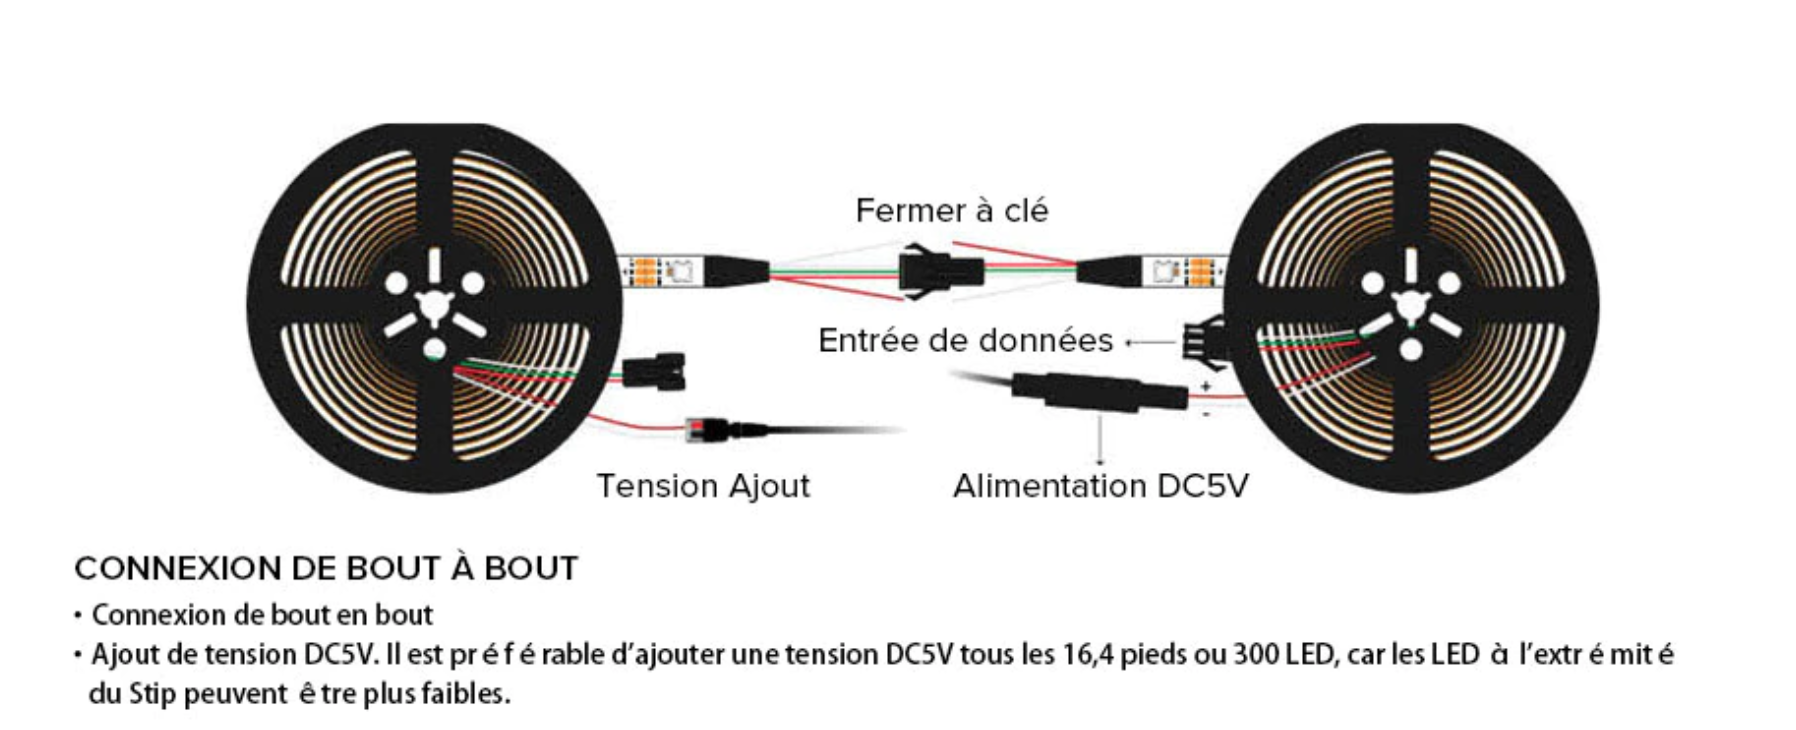 Fermer à clé
Entrée de données
+
-
Tension Ajout
Alimentation DC5V
CONNEXION DE BOUT À BOUT
• Connexion de bout en bout
• Ajout de tension DC5V. Il est pr é f é rable d'ajouter une tension DC5V tous les 16,4 pieds ou 300 LED, car les LED à l'extr é mit é
du Stip peuvent ê tre plus faibles.